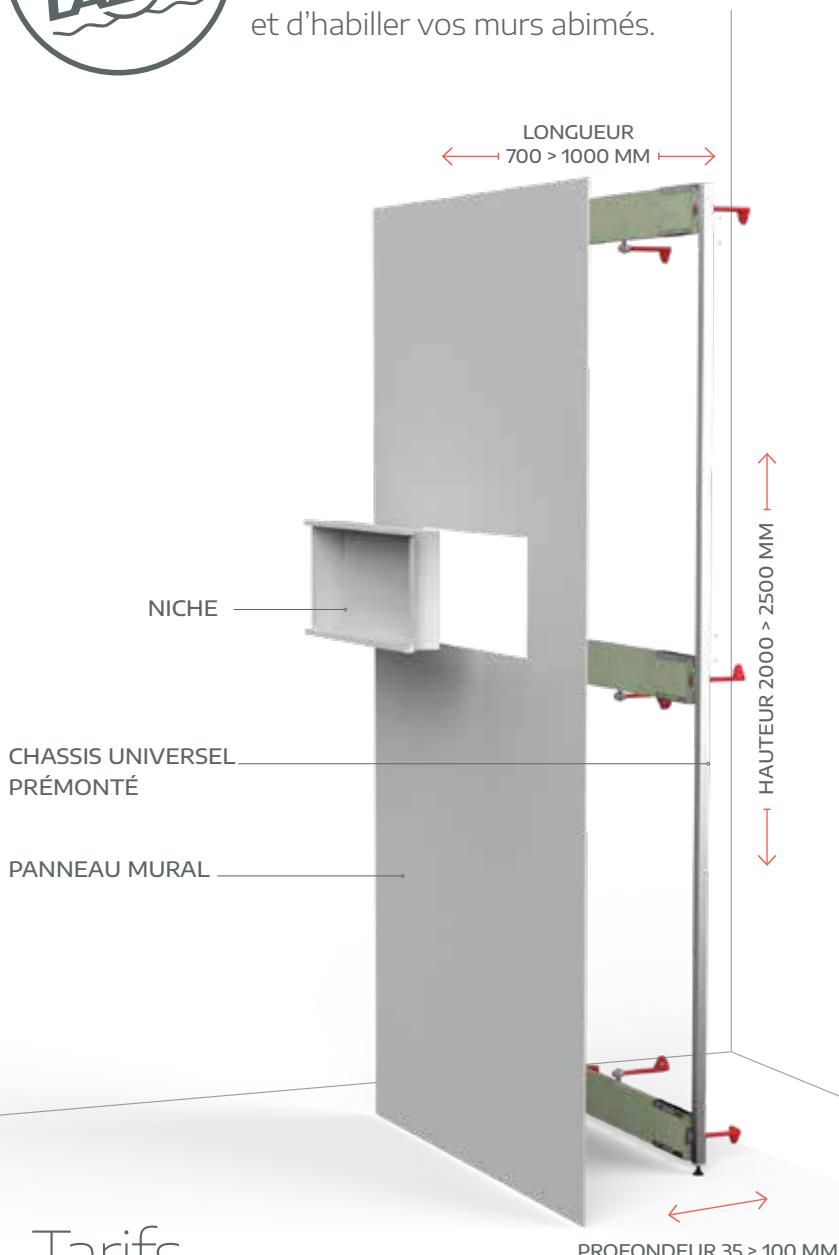 et d'habiller vos murs abimés.
LONGUEUR
700 > 1000 MM
HAUTEUR 2000 > 2500 MM
NICHE
CHASSIS UNIVERSEL
PRÉMONTÉ
PANNEAU MURAL
Tarifs
PROFONDEUR 35 > 100 MM